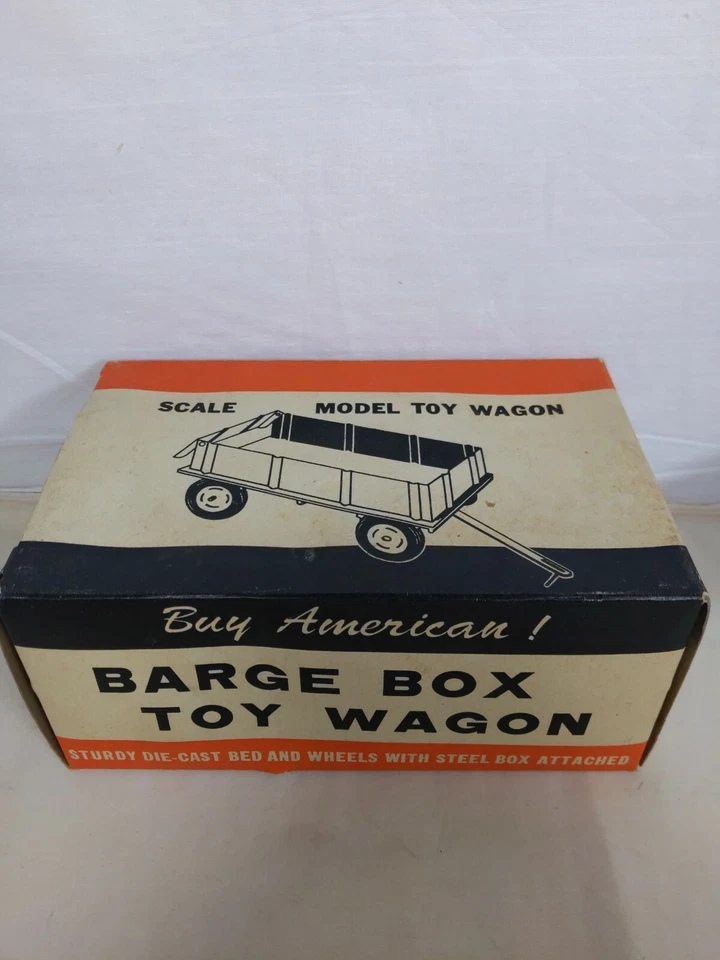 SCALE MODEL TOY WAGON
Buy American!
BARGE BOX
TOY WAGON
STURDY DIE-CAST BED AND WHEELS WITH STEEL BOX ATTACHED